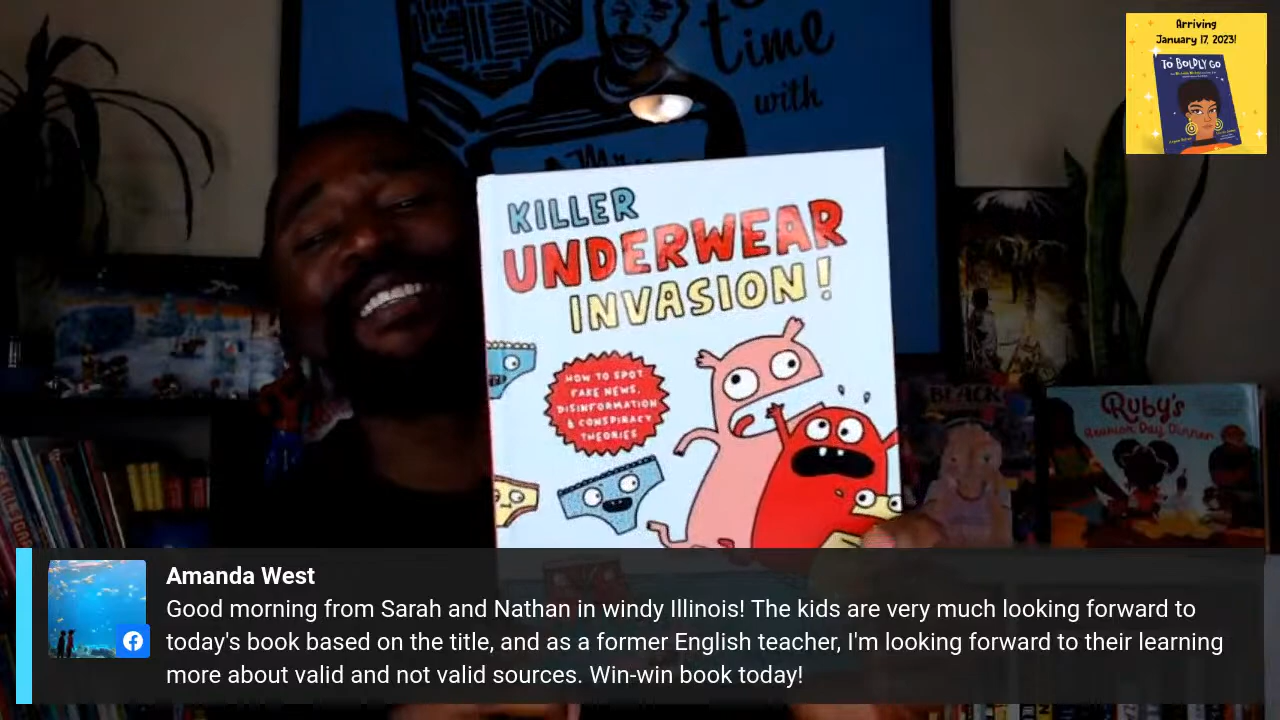 Arriving
January 17, 2023!
TO BOLDLY GO
time
with
KILLER
UNDERWEAR
INVASION!
HOW TO SPOT
FAKE NEWS,
DISINFORMATION
& CONSPIRACY
THEORIES
BLACK
Ruby's
Reunion Day Dinner
Amanda West
Good morning from Sarah and Nathan in windy Illinois! The kids are very much looking forward to
today's book based on the title, and as a former English teacher, I'm looking forward to their learning
more about valid and not valid sources. Win-win book today!